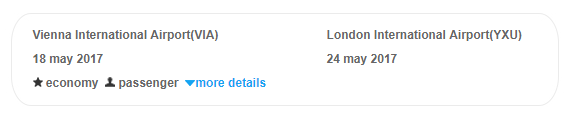 Vienna International Airport(VIA) London International Airport(YXU)
18 may 2017 24 may 2017
economy passenger more details